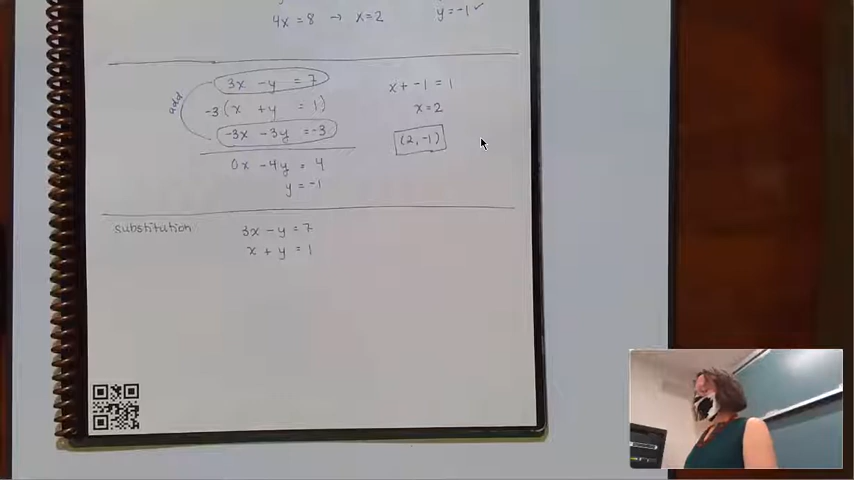 4x = 8 → x = 2
y = -1 ✓
3x - y = 7
-3(x + y = 1)
-3x - 3y = -3
add
0x - 4y = 4
y = -1
x + -1 = 1
x = 2
(2, -1)
substitution
3x - y = 7
x + y = 1